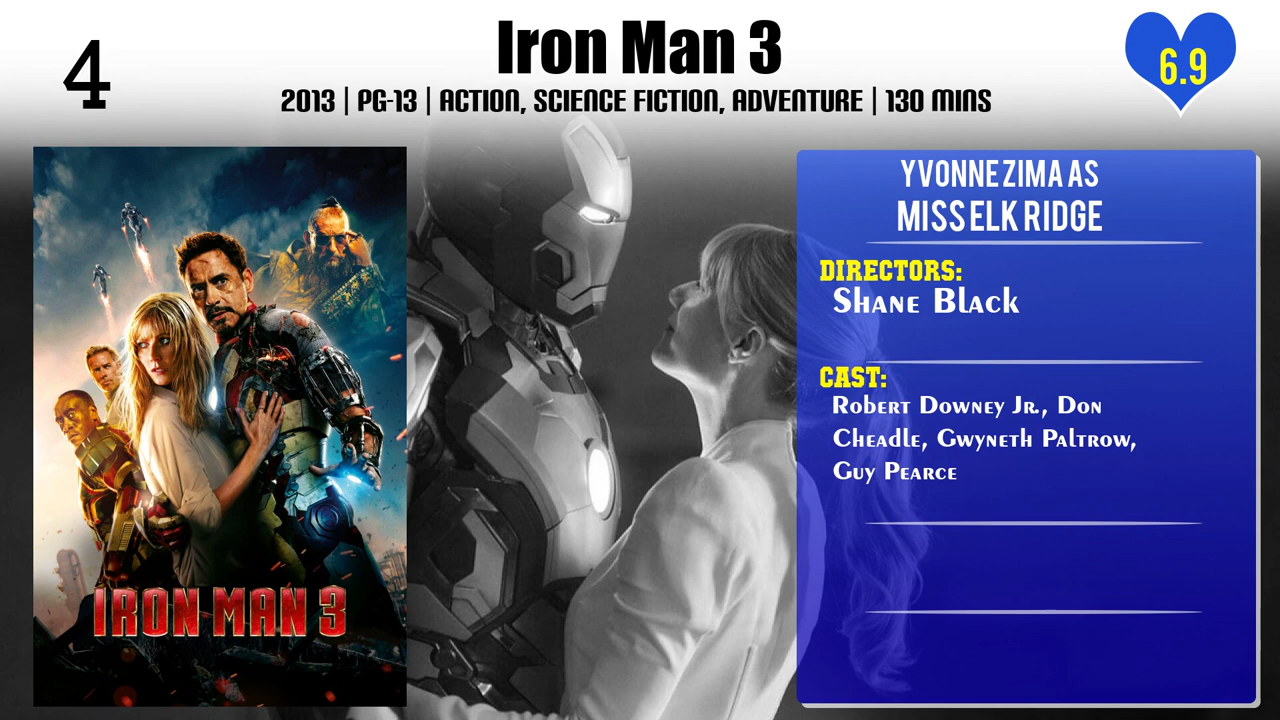 4
Iron Man 3
2013 | PG-13 | ACTION, SCIENCE FICTION, ADVENTURE | 130 MINS
6.9
IRON MAN 3
YVONNE ZIMA AS
MISS ELK RIDGE
DIRECTORS:
Shane Black
CAST:
Robert Downey Jr., Don
Cheadle, Gwyneth Paltrow,
Guy Pearce